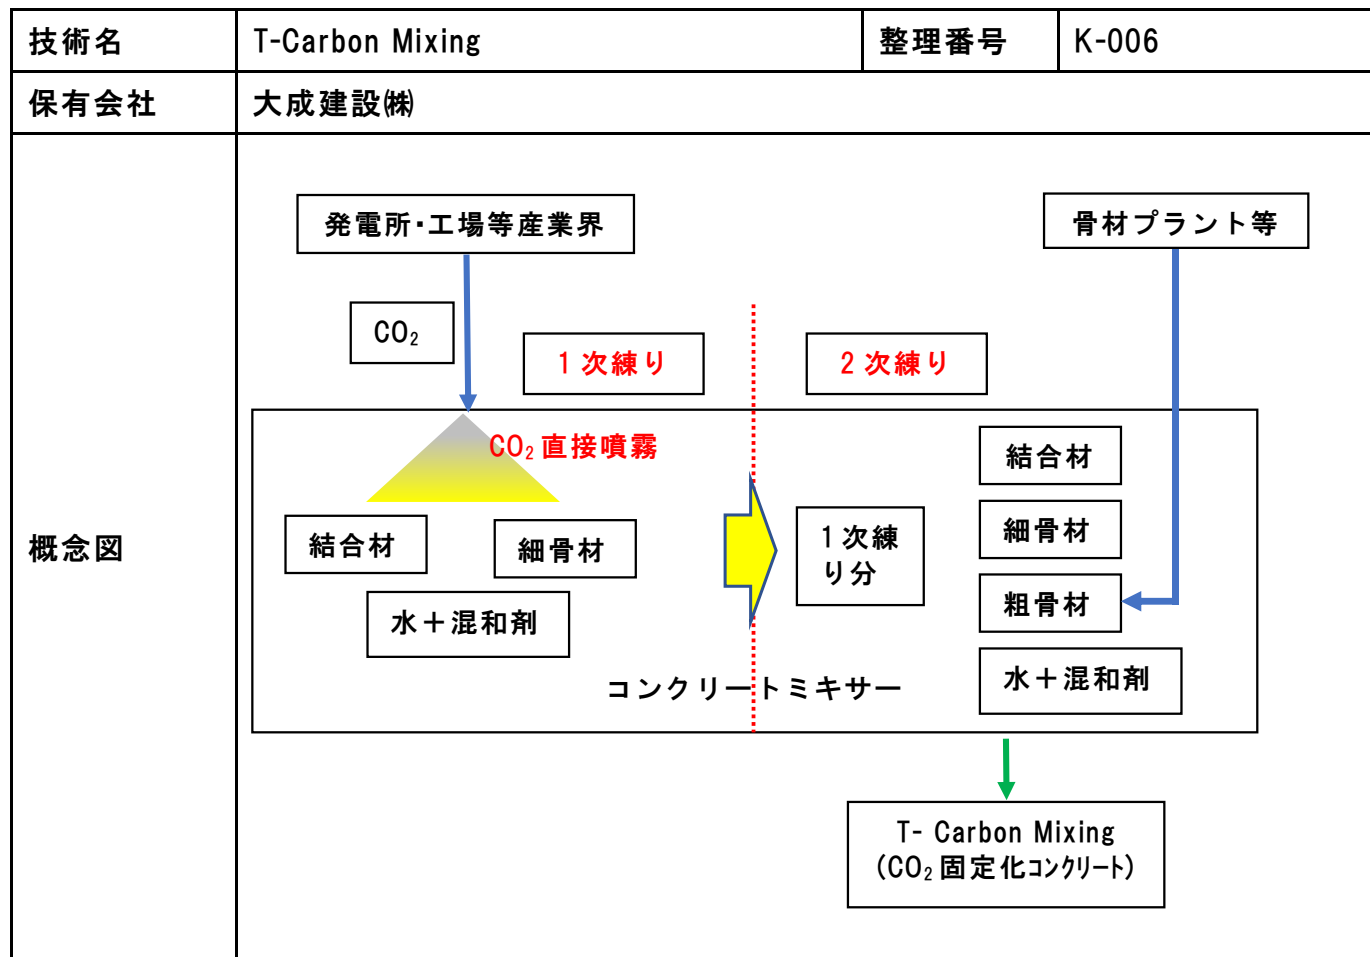 技術名
T-Carbon Mixing
整理番号
K-006
保有会社
大成建設㈱
概念図
発電所・工場等産業界
骨材プラント等
CO₂
1次練り
2次練り
CO₂直接噴霧
結合材
細骨材
水＋混和剤
1次練
り分
結合材
細骨材
粗骨材
水＋混和剤
コンクリートミキサー
T- Carbon Mixing
(CO₂固定化コンクリート)